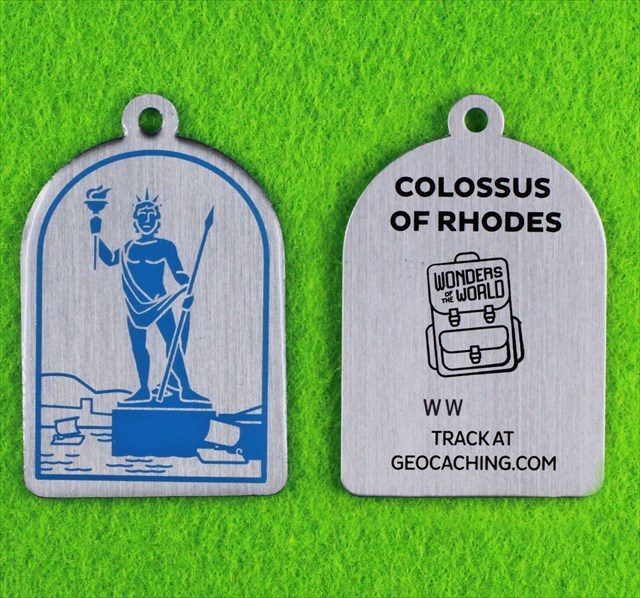 COLOSSUS
OF RHODES
WONDERS
OF THE WORLD
WW
TRACK AT
GEOCACHING.COM